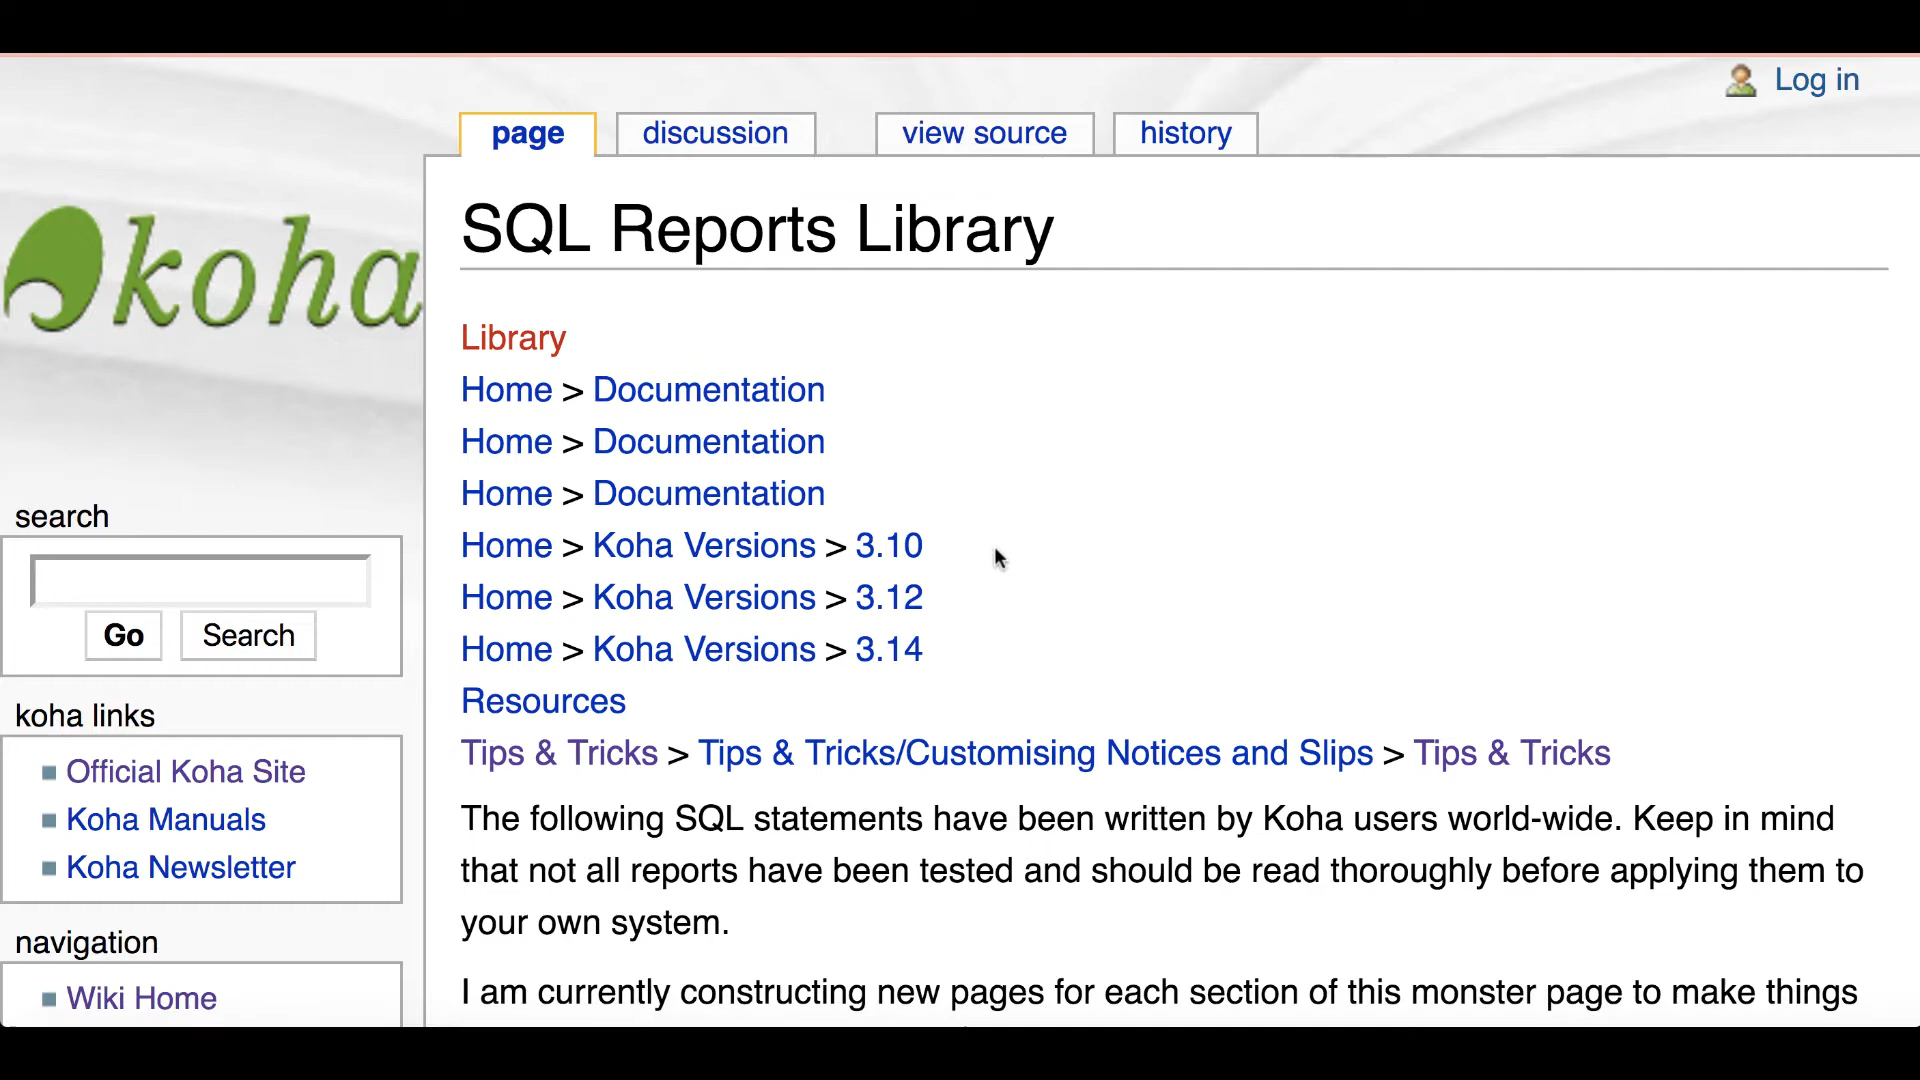 Log in
page
discussion
view source
history
koha
SQL Reports Library
Library
Home > Documentation
Home > Documentation
Home > Documentation
Home > Koha Versions > 3.10
Home > Koha Versions > 3.12
Home > Koha Versions > 3.14
Resources
Tips & Tricks > Tips & Tricks/Customising Notices and Slips > Tips & Tricks
The following SQL statements have been written by Koha users world-wide. Keep in mind
that not all reports have been tested and should be read thoroughly before applying them to
your own system.
I am currently constructing new pages for each section of this monster page to make things
search
Go
Search
koha links
Official Koha Site
Koha Manuals
Koha Newsletter
navigation
Wiki Home